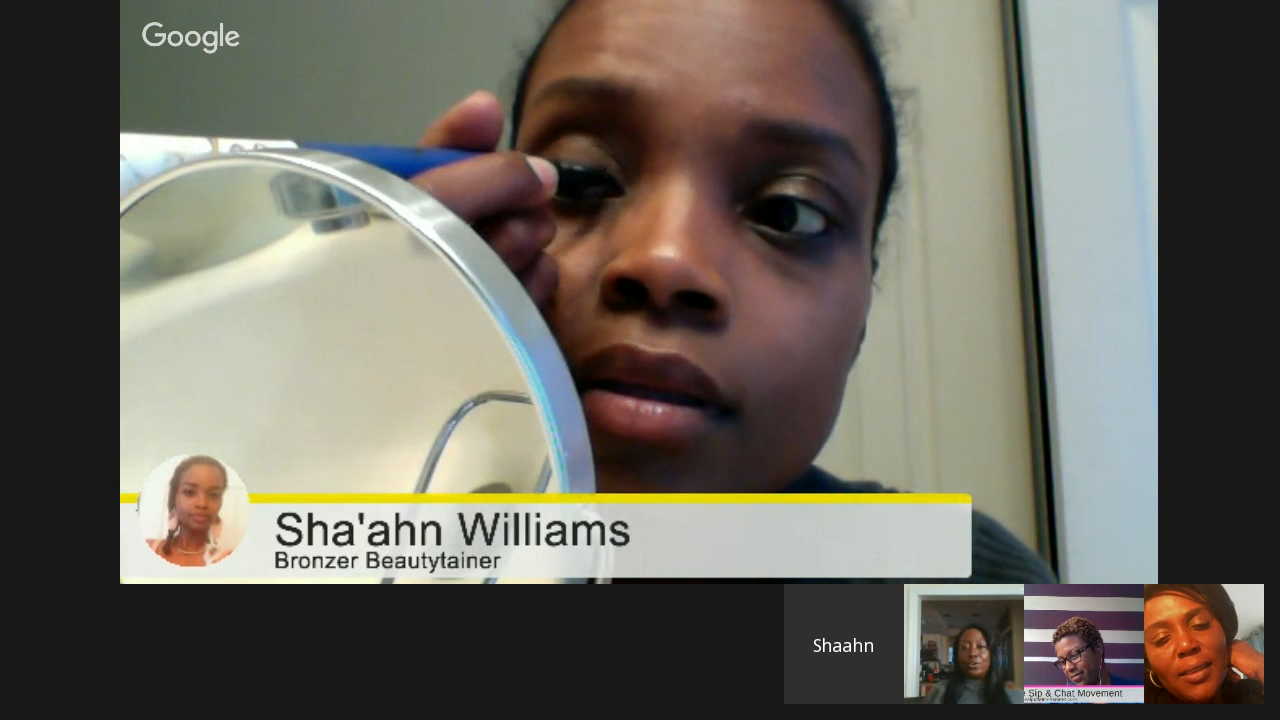 Google
Sha'ahn Williams
Bronzer Beautytainer
Shaahn
Sip & Chat Movement